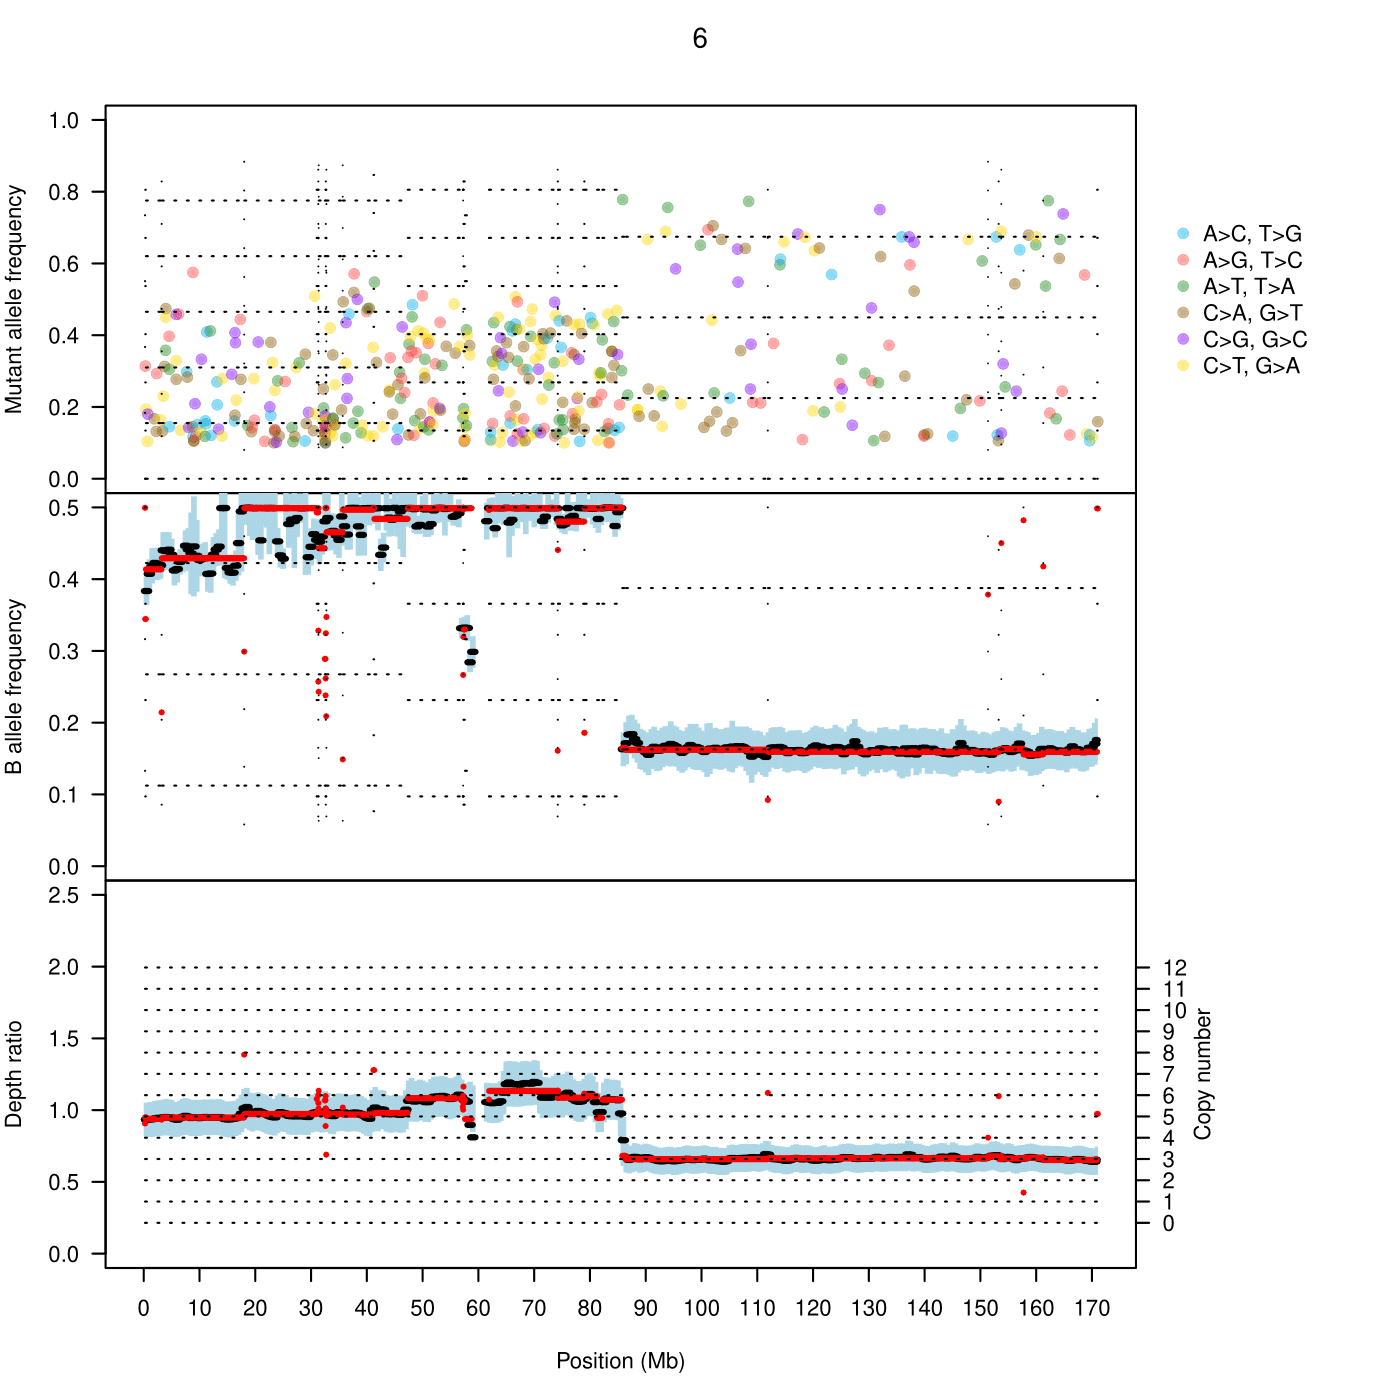 6
Mutant allele frequency
1.0
0.8
0.6
0.4
0.2
0.0
A>C, T>G
A>G, T>C
A>T, T>A
C>A, G>T
C>G, G>C
C>T, G>A
B allele frequency
0.5
0.4
0.3
0.2
0.1
0.0
Depth ratio
2.5
2.0
1.5
1.0
0.5
0.0
12
11
10
9
8
7
6
5
4
3
2
1
0
Copy number
0 10 20 30 40 50 60 70 80 90 100 110 120 130 140 150 160 170
Position (Mb)